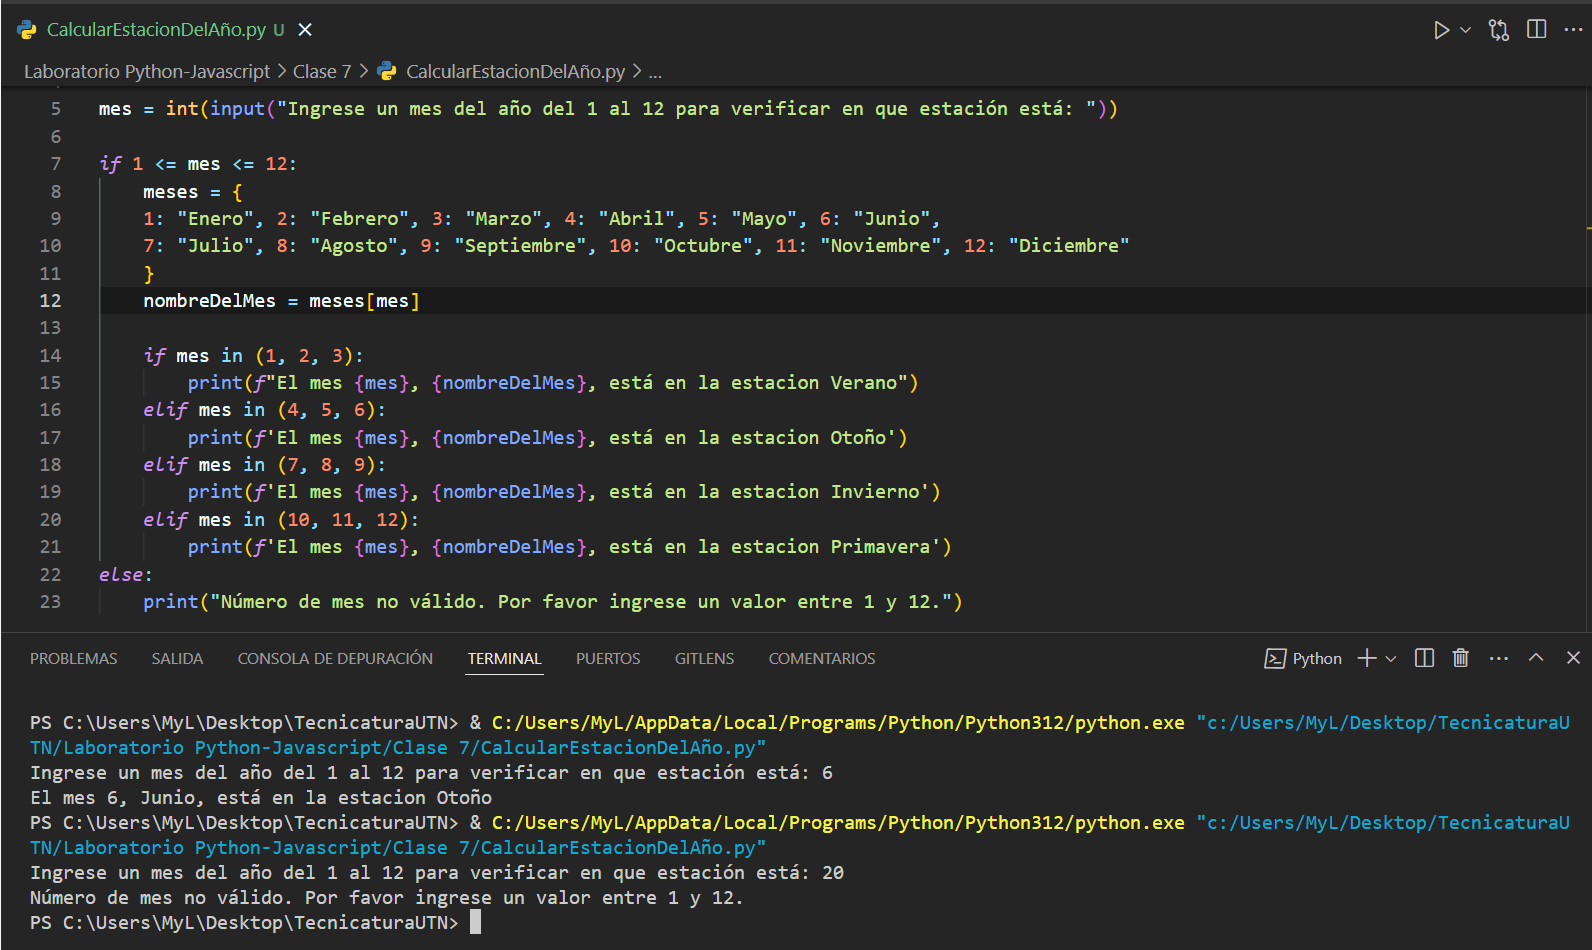 CalcularEstacionDelAño.py U
Laboratorio Python-Javascript > Clase 7 > CalcularEstacionDelAño.py > ...
5 mes = int(input("Ingrese un mes del año del 1 al 12 para verificar en que estación está: "))
6
7 if 1 <= mes <= 12:
8 meses = {
9 1: "Enero", 2: "Febrero", 3: "Marzo", 4: "Abril", 5: "Mayo", 6: "Junio",
10 7: "Julio", 8: "Agosto", 9: "Septiembre", 10: "Octubre", 11: "Noviembre", 12: "Diciembre"
11 }
12 nombreDelMes = meses[mes]
13
14 if mes in (1, 2, 3):
15 print(f"El mes {mes}, {nombreDelMes}, está en la estacion Verano")
16 elif mes in (4, 5, 6):
17 print(f'El mes {mes}, {nombreDelMes}, está en la estacion Otoño')
18 elif mes in (7, 8, 9):
19 print(f'El mes {mes}, {nombreDelMes}, está en la estacion Invierno')
20 elif mes in (10, 11, 12):
21 print(f'El mes {mes}, {nombreDelMes}, está en la estacion Primavera')
22 else:
23 print("Número de mes no válido. Por favor ingrese un valor entre 1 y 12.")
PROBLEMAS SALIDA CONSOLA DE DEPURACIÓN TERMINAL PUERTOS GITLENS COMENTARIOS Python
PS C:\Users\MyL\Desktop\TecnicaturaUTN> & C:/Users/MyL/AppData/Local/Programs/Python/Python312/python.exe "c:/Users/MyL/Desktop/TecnicaturaU
TN/Laboratorio Python-Javascript/Clase 7/CalcularEstacionDelAño.py"
Ingrese un mes del año del 1 al 12 para verificar en que estación está: 6
El mes 6, Junio, está en la estacion Otoño
PS C:\Users\MyL\Desktop\TecnicaturaUTN> & C:/Users/MyL/AppData/Local/Programs/Python/Python312/python.exe "c:/Users/MyL/Desktop/TecnicaturaU
TN/Laboratorio Python-Javascript/Clase 7/CalcularEstacionDelAño.py"
Ingrese un mes del año del 1 al 12 para verificar en que estación está: 20
Número de mes no válido. Por favor ingrese un valor entre 1 y 12.
PS C:\Users\MyL\Desktop\TecnicaturaUTN>